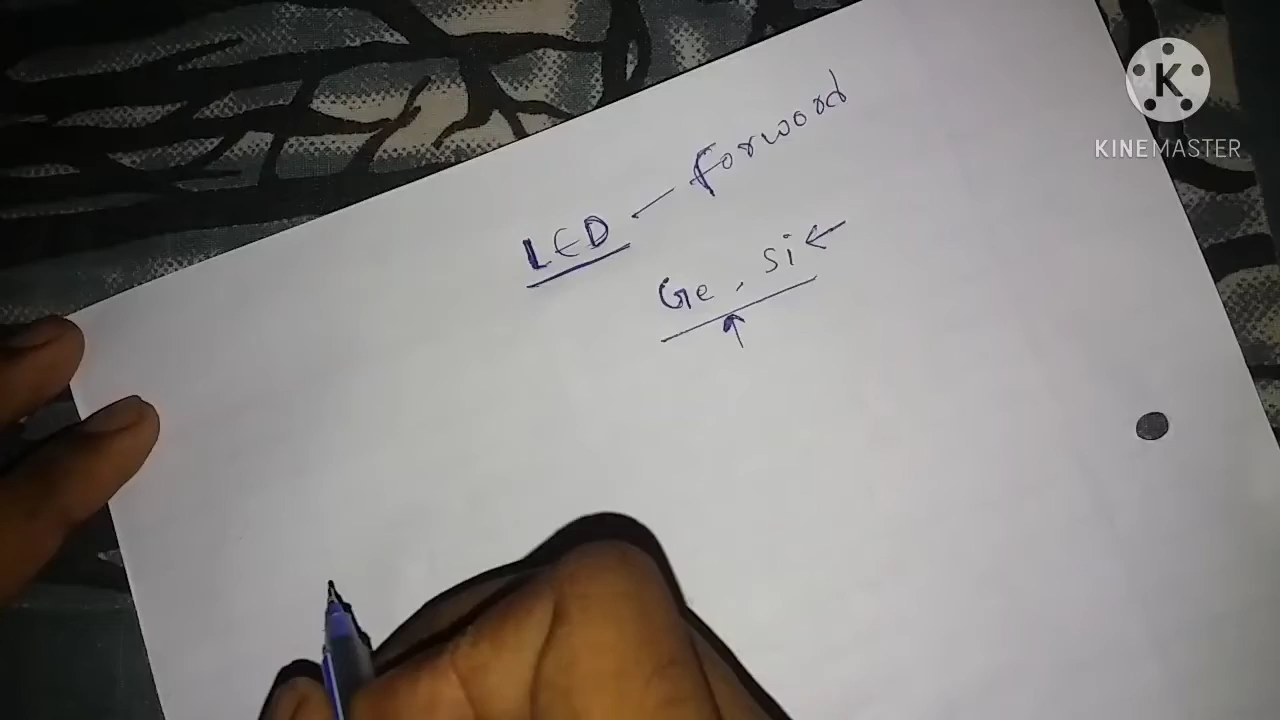 LED ← Forword
Ge, Si ←
↑
K
KINEMASTER